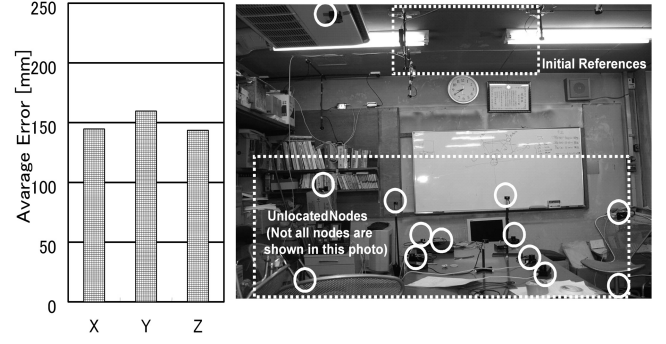 250
200
150
100
50
0
Avarage Error [mm]
X Y Z
Initial References
UnlocatedNodes
(Not all nodes are
shown in this photo)